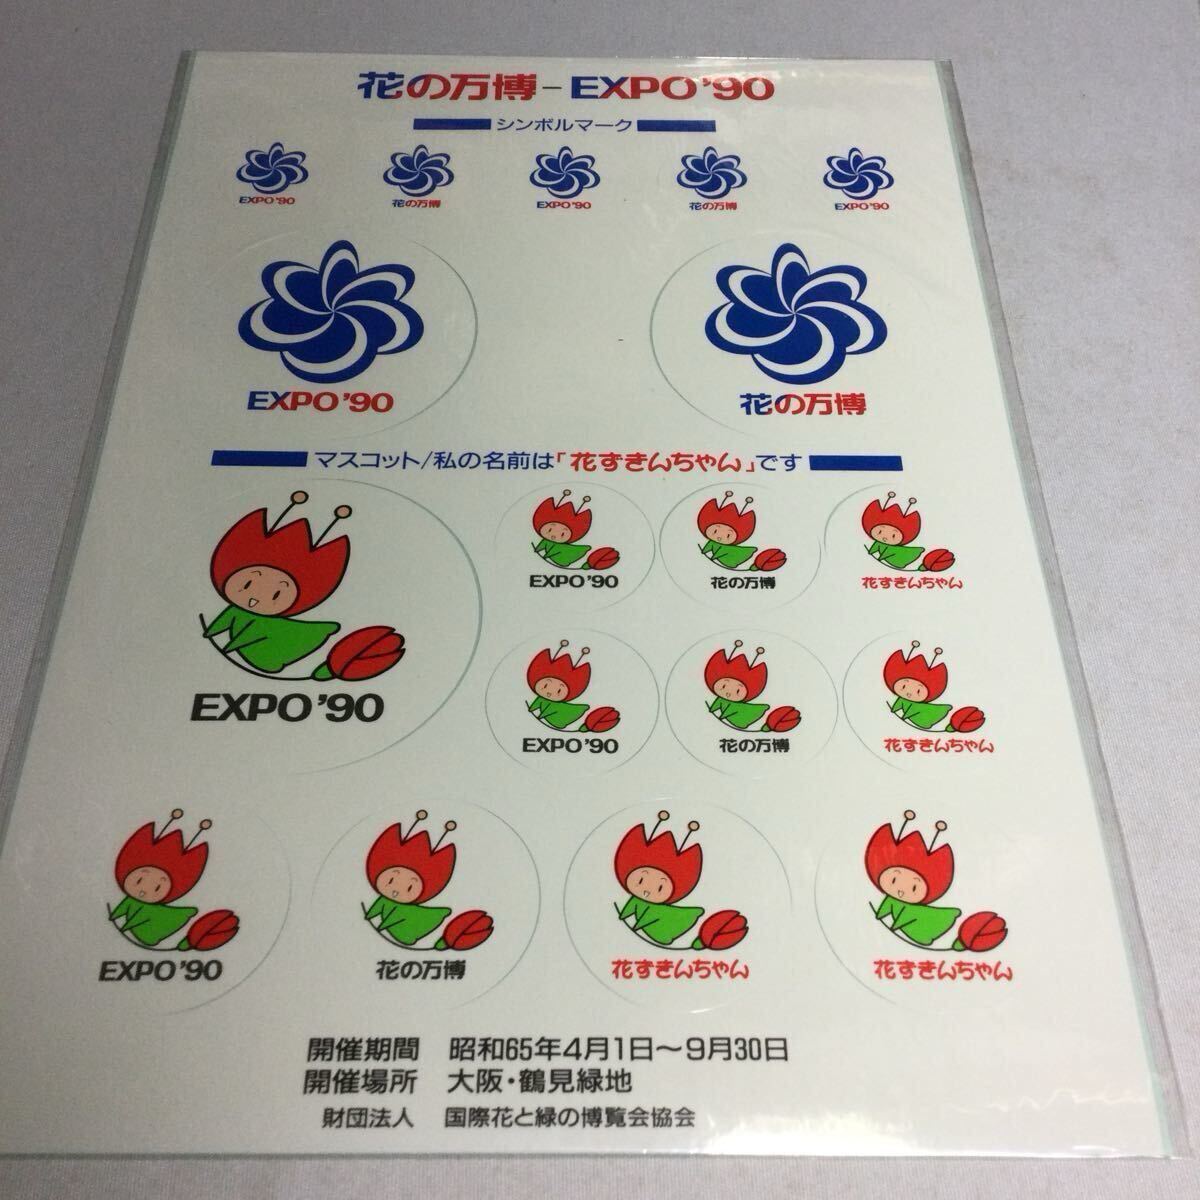 花の万博-EXPO'90
シンボルマーク
EXPO'90 花の万博 EXPO'90 花の万博 EXPO'90
EXPO'90 花の万博
マスコット/私の名前は「花ずきんちゃん」です
EXPO'90 花の万博 花ずきんちゃん
EXPO'90
EXPO'90 花の万博 花ずきんちゃん
EXPO'90 花の万博 花ずきんちゃん 花ずきんちゃん
開催期間 昭和65年4月1日〜9月30日
開催場所 大阪・鶴見緑地
財団法人 国際花と緑の博覧会協会